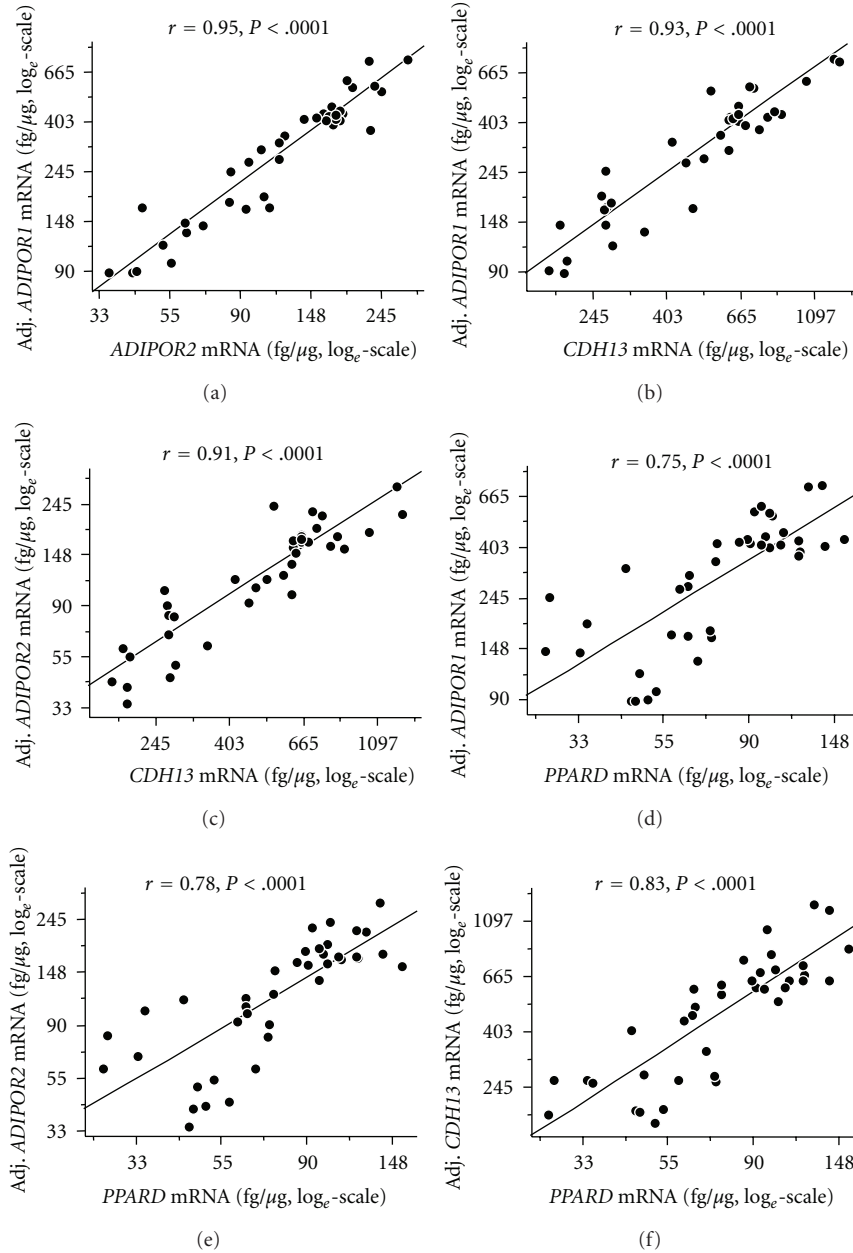 r = 0.95, P < .0001
Adj. ADIPOR1 mRNA (fg/μg, logₑ-scale)
665
403
245
148
90
33 55 90 148 245
ADIPOR2 mRNA (fg/μg, logₑ-scale)
(a)
r = 0.93, P < .0001
Adj. ADIPOR1 mRNA (fg/μg, logₑ-scale)
665
403
245
148
90
245 403 665 1097
CDH13 mRNA (fg/μg, logₑ-scale)
(b)
r = 0.91, P < .0001
Adj. ADIPOR2 mRNA (fg/μg, logₑ-scale)
245
148
90
55
33
245 403 665 1097
CDH13 mRNA (fg/μg, logₑ-scale)
(c)
r = 0.75, P < .0001
Adj. ADIPOR1 mRNA (fg/μg, logₑ-scale)
665
403
245
148
90
33 55 90 148
PPARD mRNA (fg/μg, logₑ-scale)
(d)
r = 0.78, P < .0001
Adj. ADIPOR2 mRNA (fg/μg, logₑ-scale)
245
148
90
55
33
33 55 90 148
PPARD mRNA (fg/μg, logₑ-scale)
(e)
r = 0.83, P < .0001
Adj. CDH13 mRNA (fg/μg, logₑ-scale)
1097
665
403
245
33 55 90 148
PPARD mRNA (fg/μg, logₑ-scale)
(f)